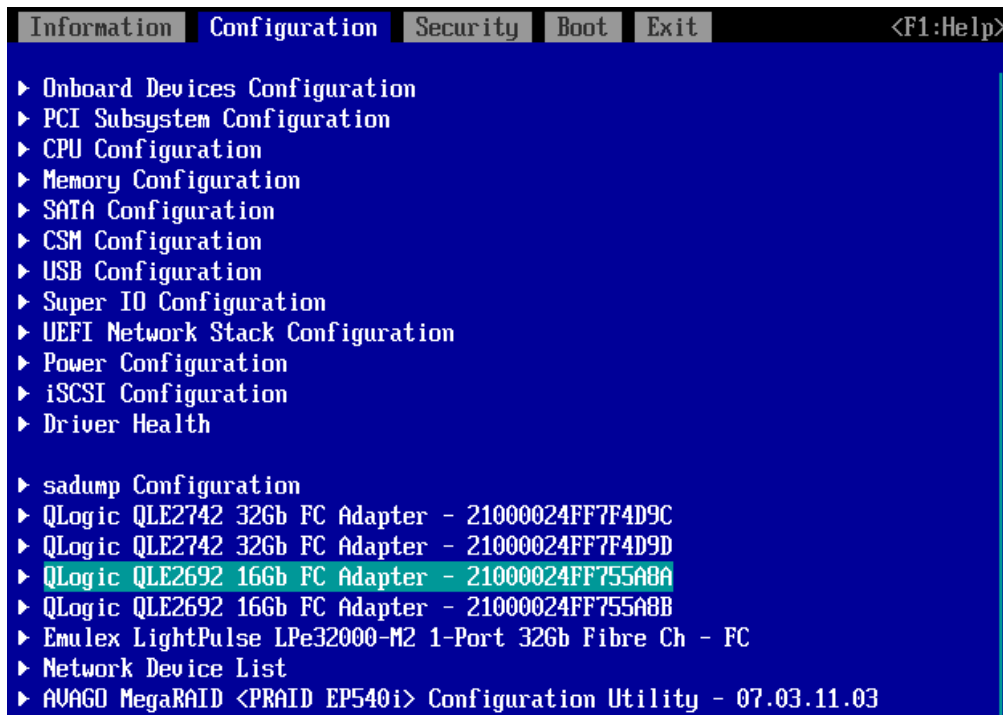 Information Configuration Security Boot Exit <F1:Help>
Onboard Devices Configuration
PCI Subsystem Configuration
CPU Configuration
Memory Configuration
SATA Configuration
CSM Configuration
USB Configuration
Super IO Configuration
UEFI Network Stack Configuration
Power Configuration
iSCSI Configuration
Driver Health
sadump Configuration
QLogic QLE2742 32Gb FC Adapter - 21000024FF7F4D9C
QLogic QLE2742 32Gb FC Adapter - 21000024FF7F4D9D
QLogic QLE2692 16Gb FC Adapter - 21000024FF755A8A
QLogic QLE2692 16Gb FC Adapter - 21000024FF755A8B
Emulex LightPulse LPe32000-M2 1-Port 32Gb Fibre Ch - FC
Network Device List
AVAGO MegaRAID <PRAID EP540i> Configuration Utility - 07.03.11.03